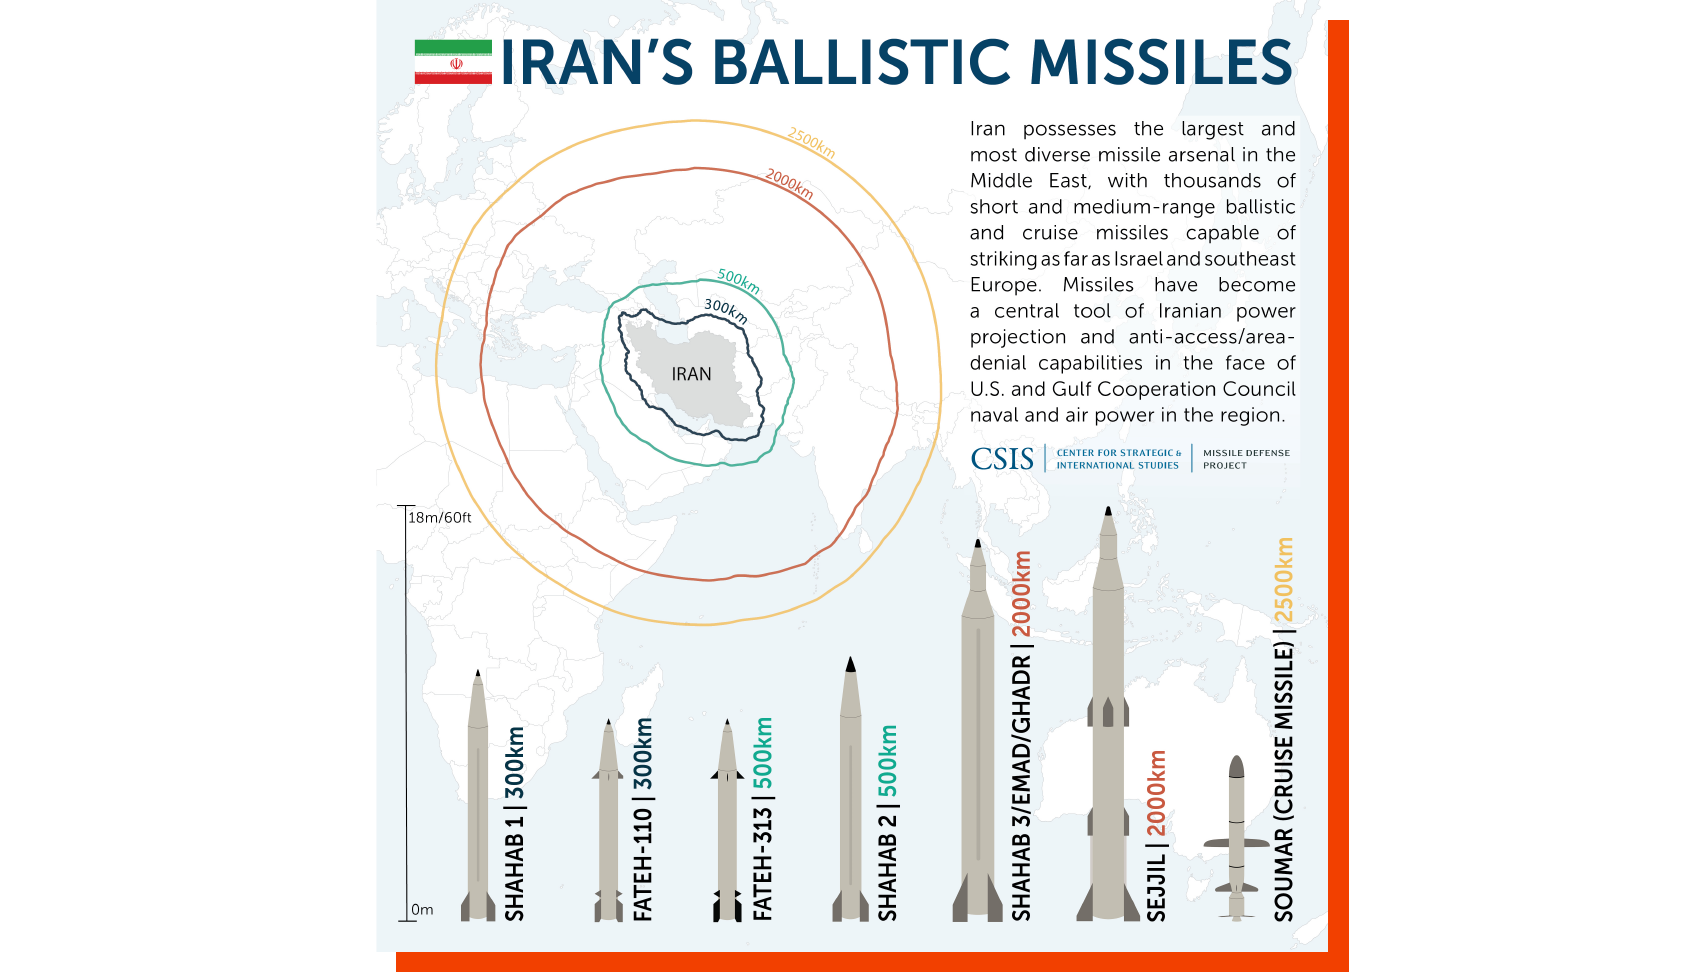 IRAN'S BALLISTIC MISSILES
2500km
2000km
500km
300km
IRAN
Iran possesses the largest and
most diverse missile arsenal in the
Middle East, with thousands of
short and medium-range ballistic
and cruise missiles capable of
striking as far as Israel and southeast
Europe. Missiles have become
a central tool of Iranian power
projection and anti-access/area-
denial capabilities in the face of
U.S. and Gulf Cooperation Council
naval and air power in the region.
CSIS | CENTER FOR STRATEGIC &
INTERNATIONAL STUDIES | MISSILE DEFENSE
PROJECT
18m/60ft
0m
SHAHAB 1 | 300km
FATEH-110 | 300km
FATEH-313 | 500km
SHAHAB 2 | 500km
SHAHAB 3/EMAD/GHADR | 2000km
SEJJIL | 2000km
SOUMAR (CRUISE MISSILE) | 2500km